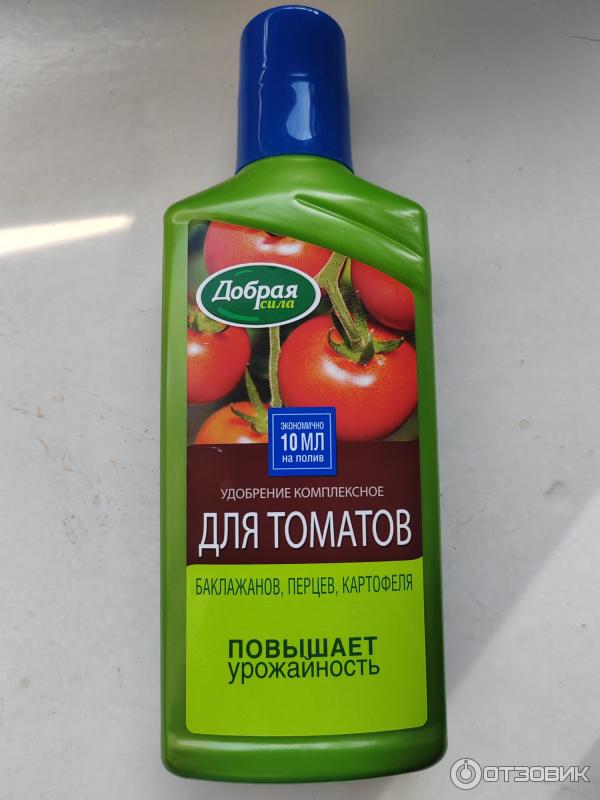 Добрая
сила
ЭКОНОМИЧНО
10 МЛ
на полив
УДОБРЕНИЕ КОМПЛЕКСНОЕ
ДЛЯ ТОМАТОВ
БАКЛАЖАНОВ, ПЕРЦЕВ, КАРТОФЕЛЯ
ПОВЫШАЕТ
урожайность
ОТЗОВИК